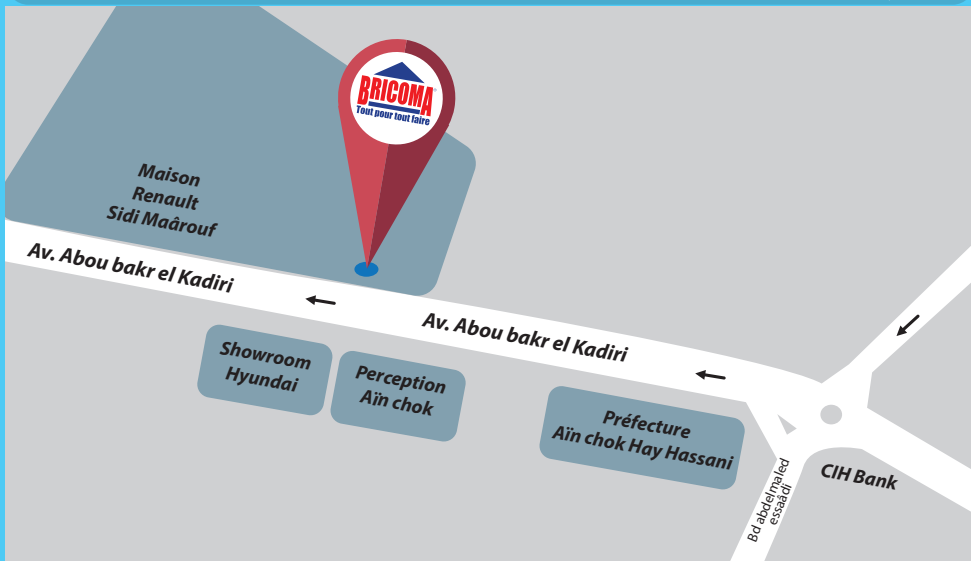 BRICOMA
Tout pour tout faire
Maison
Renault
Sidi Maârouf
Av. Abou bakr el Kadiri
Av. Abou bakr el Kadiri
Showroom
Hyundai
Perception
Aïn chok
Préfecture
Aïn chok Hay Hassani
CIH Bank
Bd abdelmaled
essaâdi